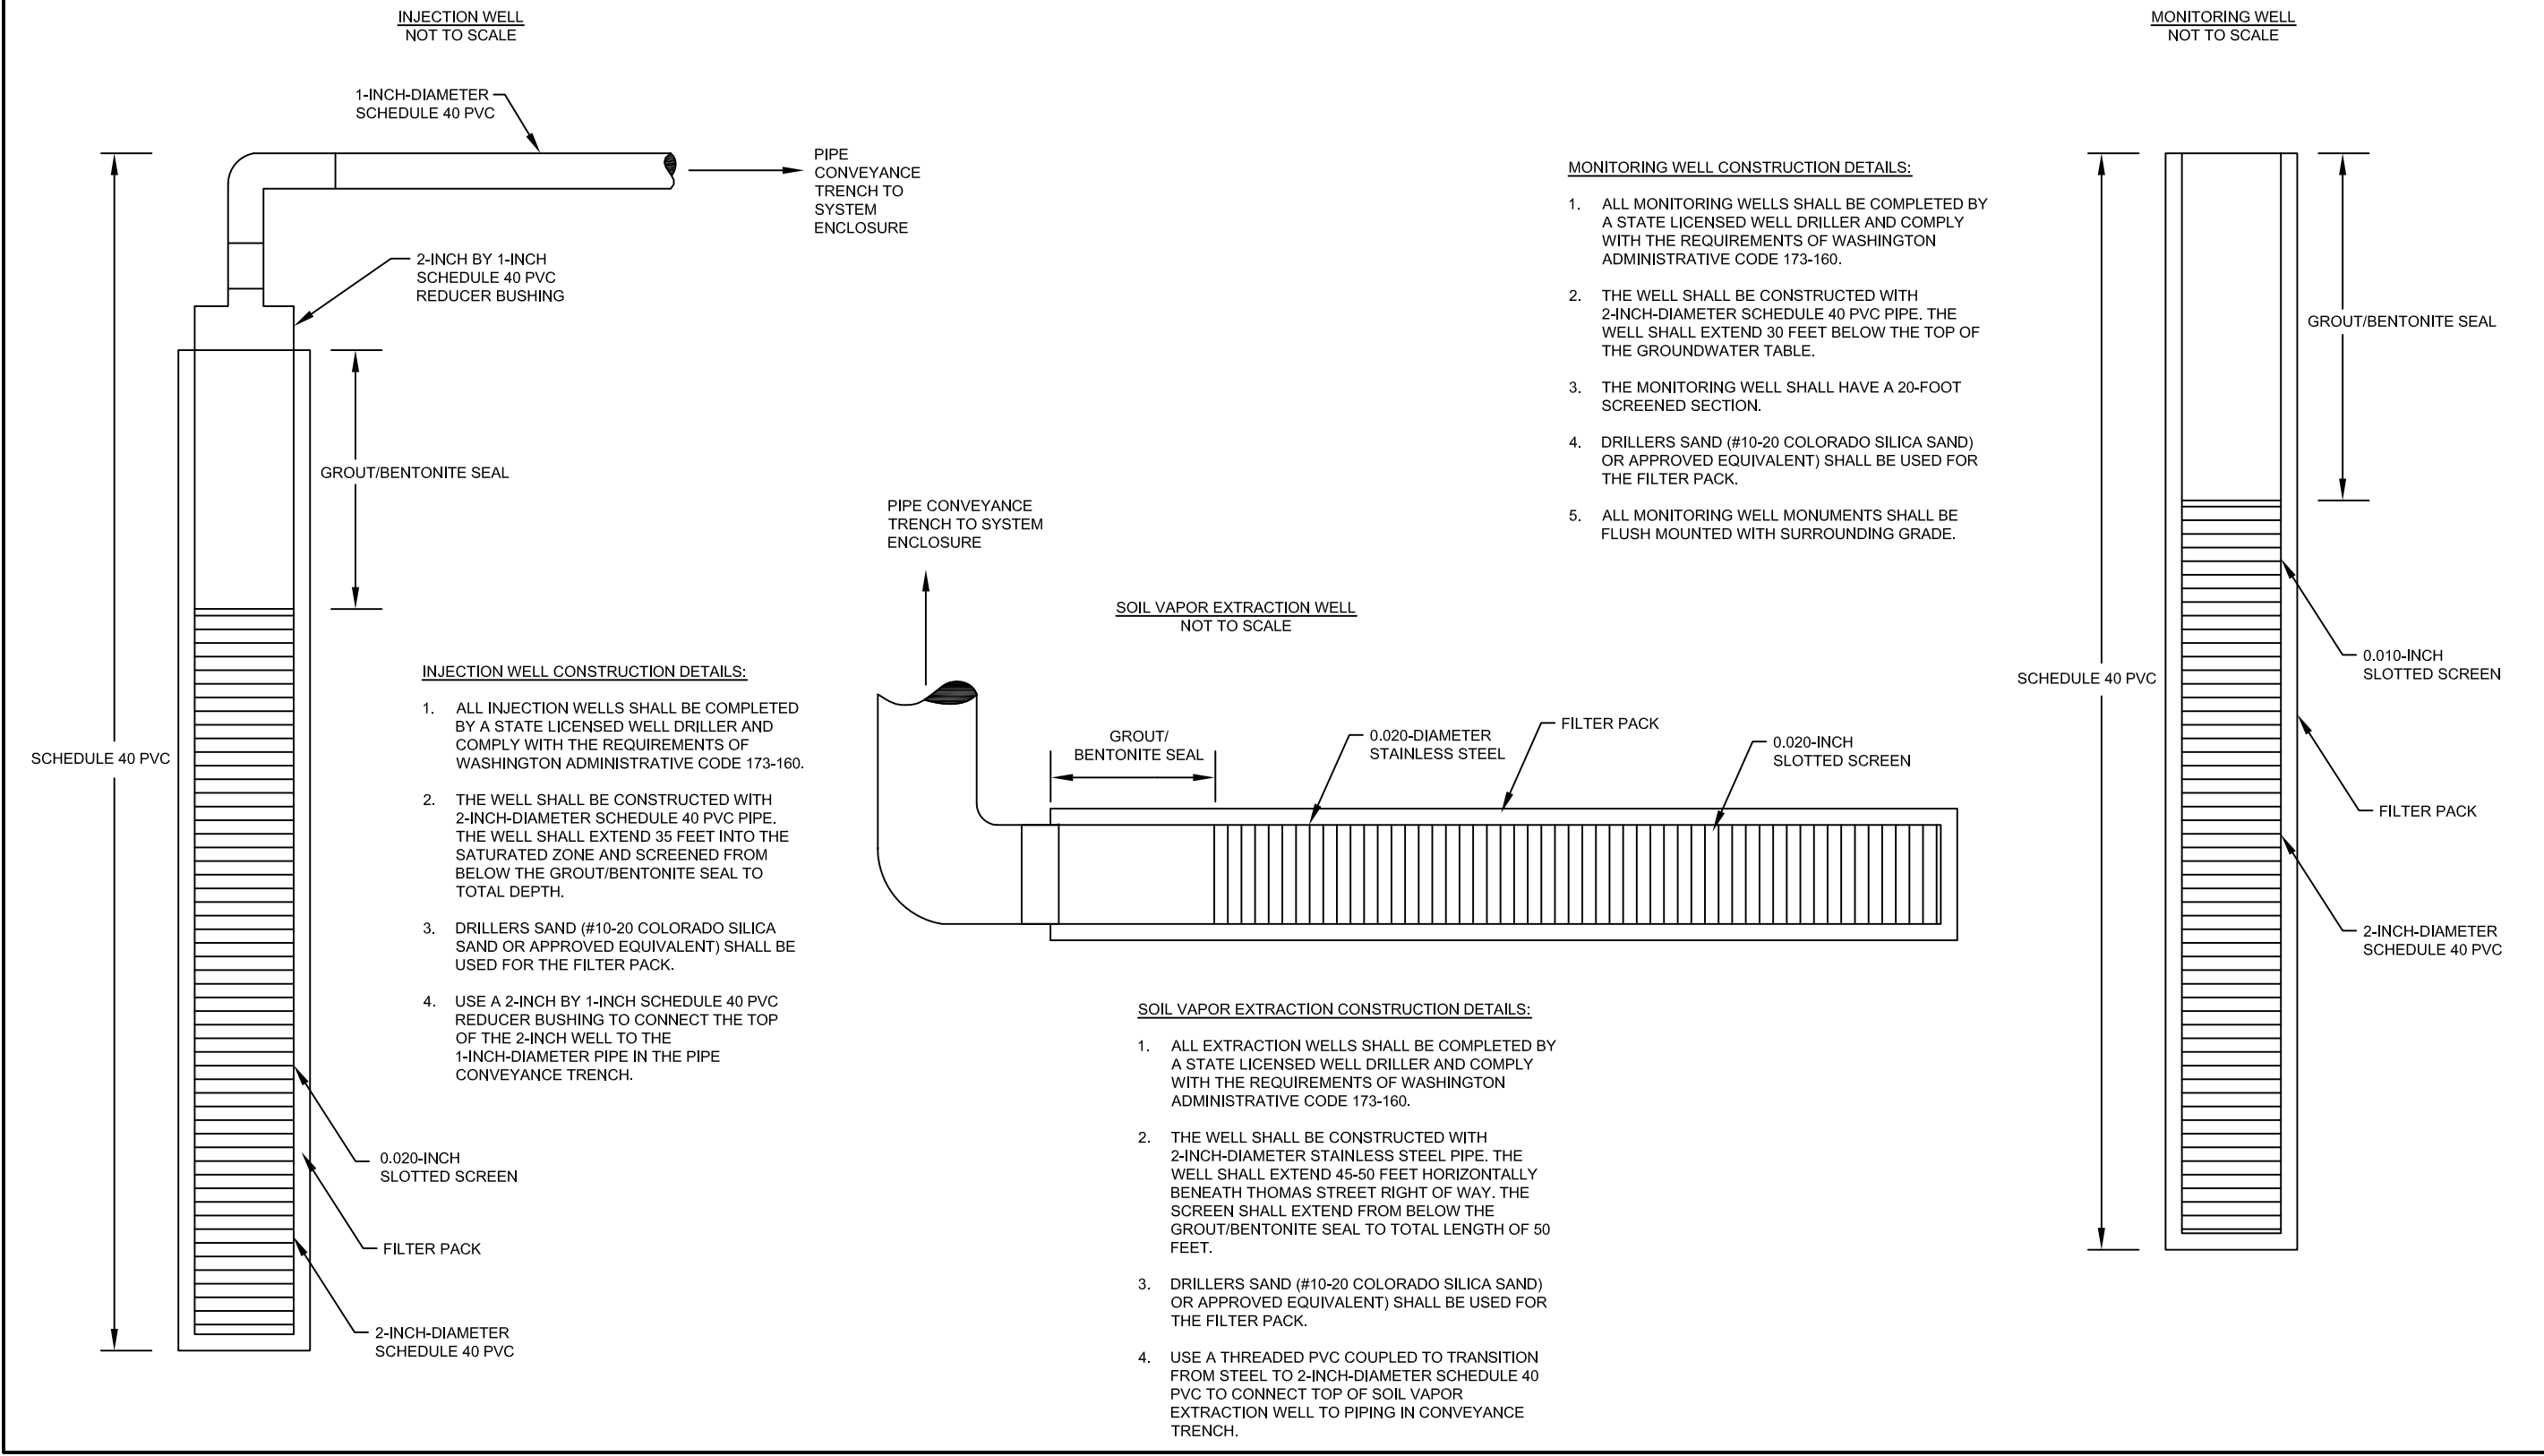 INJECTION WELL
NOT TO SCALE
1-INCH-DIAMETER
SCHEDULE 40 PVC
PIPE
CONVEYANCE
TRENCH TO
SYSTEM
ENCLOSURE
2-INCH BY 1-INCH
SCHEDULE 40 PVC
REDUCER BUSHING
GROUT/BENTONITE SEAL
SCHEDULE 40 PVC
INJECTION WELL CONSTRUCTION DETAILS:
1. ALL INJECTION WELLS SHALL BE COMPLETED
BY A STATE LICENSED WELL DRILLER AND
COMPLY WITH THE REQUIREMENTS OF
WASHINGTON ADMINISTRATIVE CODE 173-160.
2. THE WELL SHALL BE CONSTRUCTED WITH
2-INCH-DIAMETER SCHEDULE 40 PVC PIPE.
THE WELL SHALL EXTEND 35 FEET INTO THE
SATURATED ZONE AND SCREENED FROM
BELOW THE GROUT/BENTONITE SEAL TO
TOTAL DEPTH.
3. DRILLERS SAND (#10-20 COLORADO SILICA
SAND OR APPROVED EQUIVALENT) SHALL BE
USED FOR THE FILTER PACK.
4. USE A 2-INCH BY 1-INCH SCHEDULE 40 PVC
REDUCER BUSHING TO CONNECT THE TOP
OF THE 2-INCH WELL TO THE
1-INCH-DIAMETER PIPE IN THE PIPE
CONVEYANCE TRENCH.
0.020-INCH
SLOTTED SCREEN
FILTER PACK
2-INCH-DIAMETER
SCHEDULE 40 PVC
PIPE CONVEYANCE
TRENCH TO SYSTEM
ENCLOSURE
SOIL VAPOR EXTRACTION WELL
NOT TO SCALE
GROUT/
BENTONITE SEAL
0.020-DIAMETER
STAINLESS STEEL
FILTER PACK
0.020-INCH
SLOTTED SCREEN
SOIL VAPOR EXTRACTION CONSTRUCTION DETAILS:
1. ALL EXTRACTION WELLS SHALL BE COMPLETED BY
A STATE LICENSED WELL DRILLER AND COMPLY
WITH THE REQUIREMENTS OF WASHINGTON
ADMINISTRATIVE CODE 173-160.
2. THE WELL SHALL BE CONSTRUCTED WITH
2-INCH-DIAMETER STAINLESS STEEL PIPE. THE
WELL SHALL EXTEND 45-50 FEET HORIZONTALLY
BENEATH THOMAS STREET RIGHT OF WAY. THE
SCREEN SHALL EXTEND FROM BELOW THE
GROUT/BENTONITE SEAL TO TOTAL LENGTH OF 50
FEET.
3. DRILLERS SAND (#10-20 COLORADO SILICA SAND)
OR APPROVED EQUIVALENT) SHALL BE USED FOR
THE FILTER PACK.
4. USE A THREADED PVC COUPLED TO TRANSITION
FROM STEEL TO 2-INCH-DIAMETER SCHEDULE 40
PVC TO CONNECT TOP OF SOIL VAPOR
EXTRACTION WELL TO PIPING IN CONVEYANCE
TRENCH.
MONITORING WELL CONSTRUCTION DETAILS:
1. ALL MONITORING WELLS SHALL BE COMPLETED BY
A STATE LICENSED WELL DRILLER AND COMPLY
WITH THE REQUIREMENTS OF WASHINGTON
ADMINISTRATIVE CODE 173-160.
2. THE WELL SHALL BE CONSTRUCTED WITH
2-INCH-DIAMETER SCHEDULE 40 PVC PIPE. THE
WELL SHALL EXTEND 30 FEET BELOW THE TOP OF
THE GROUNDWATER TABLE.
3. THE MONITORING WELL SHALL HAVE A 20-FOOT
SCREENED SECTION.
4. DRILLERS SAND (#10-20 COLORADO SILICA SAND)
OR APPROVED EQUIVALENT) SHALL BE USED FOR
THE FILTER PACK.
5. ALL MONITORING WELL MONUMENTS SHALL BE
FLUSH MOUNTED WITH SURROUNDING GRADE.
MONITORING WELL
NOT TO SCALE
GROUT/BENTONITE SEAL
SCHEDULE 40 PVC
0.010-INCH
SLOTTED SCREEN
FILTER PACK
2-INCH-DIAMETER
SCHEDULE 40 PVC